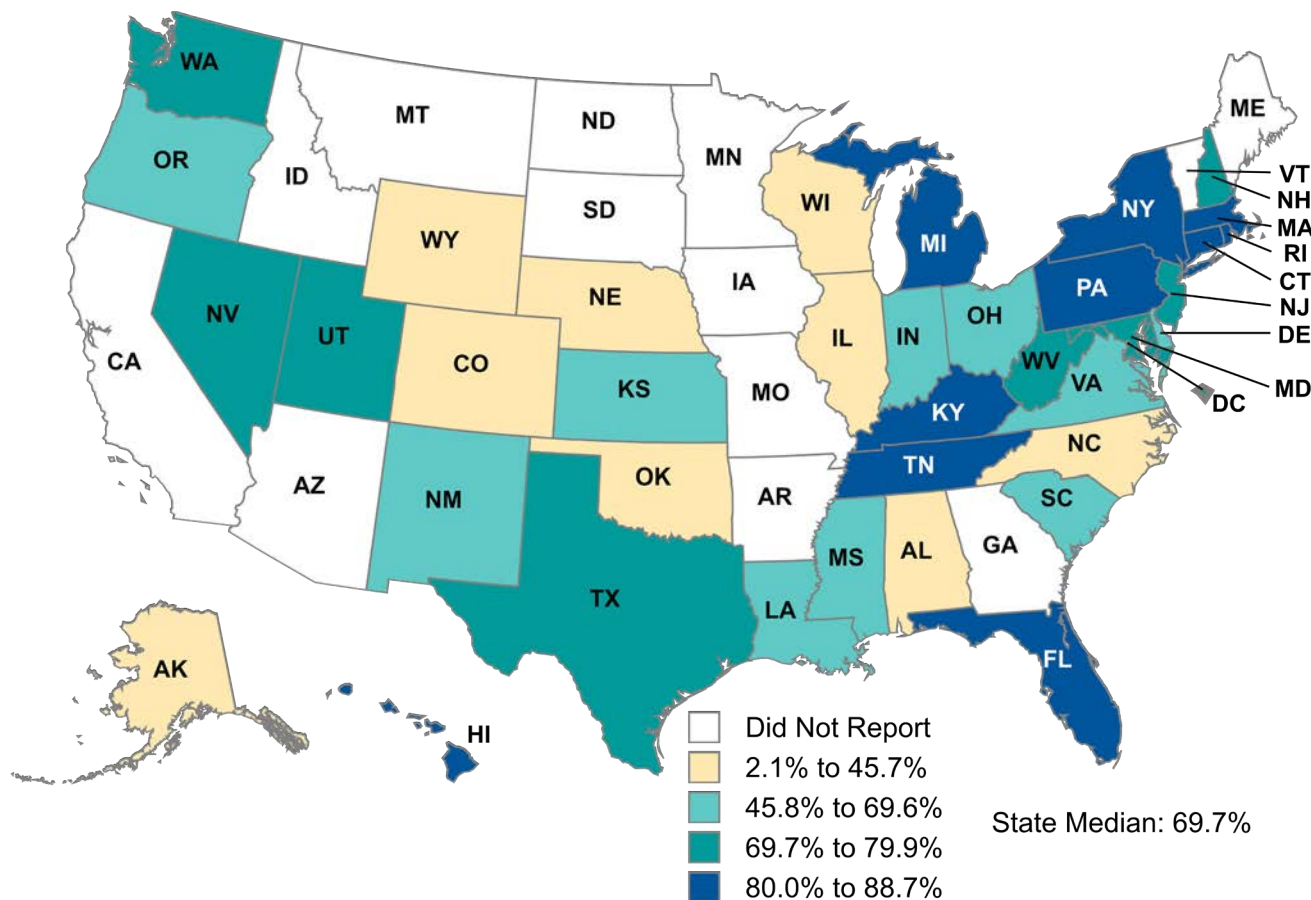 WA
MT
ND
MN
ME
OR
ID
SD
WI
MI
NY
VT
NH
MA
RI
CT
NJ
DE
MD
DC
WY
NE
IA
PA
NV
UT
CO
KS
IL
IN
OH
WV
VA
CA
MO
KY
NC
AZ
NM
OK
AR
TN
SC
TX
LA
MS
AL
GA
AK
HI
FL
Did Not Report
2.1% to 45.7%
45.8% to 69.6%
69.7% to 79.9%
80.0% to 88.7%
State Median: 69.7%